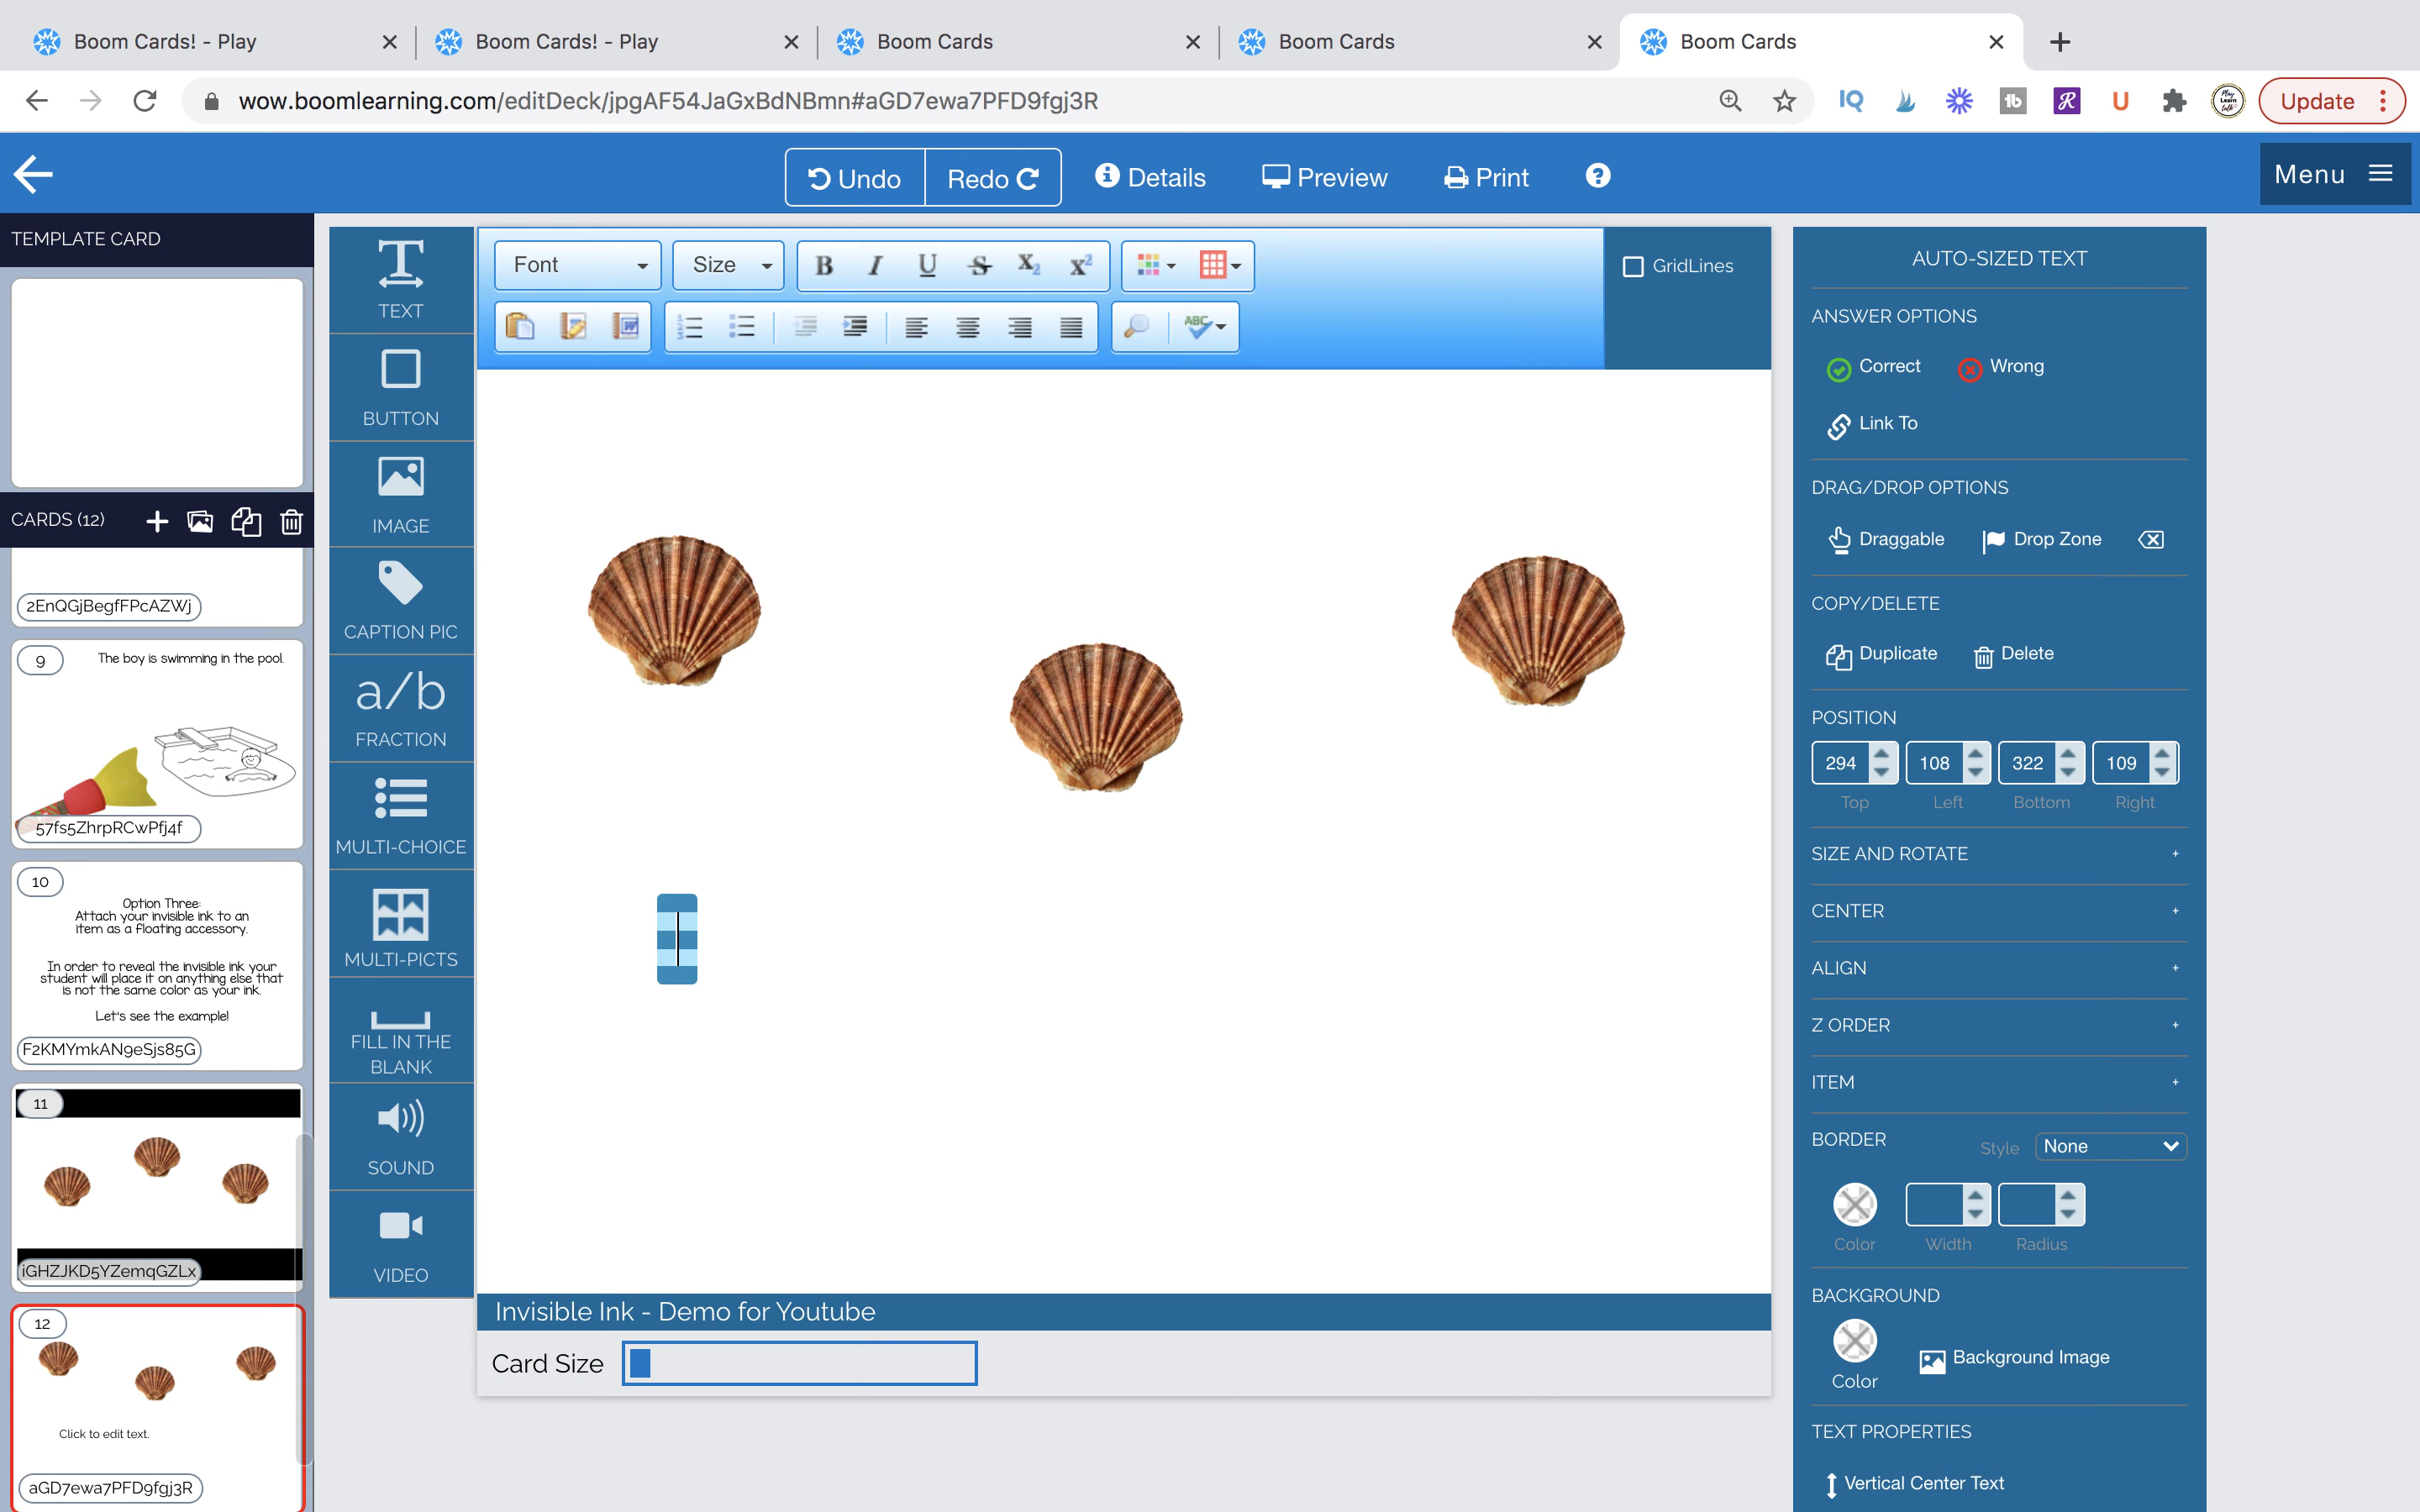 Boom Cards! - Play
Boom Cards! - Play
Boom Cards
Boom Cards
Boom Cards
wow.boomlearning.com/editDeck/jpgAF54JaGxBdNBmn#aGD7ewa7PFD9fgj3R
Update
Undo
Redo
Details
Preview
Print
Menu
TEMPLATE CARD
CARDS (12)
2EnQGjBegfFPcAZWj
9
The boy is swimming in the pool.
57fs5ZhrpRCwPfj4f
10
Option Three:
Attach your invisible ink to an
item as a floating accessory.
In order to reveal the invisible ink your
student will place it on anything else that
is not the same color as your ink.
Let's see the example!
F2KMYmkAN9eSjs85G
11
iGHZJKD5YZemqGZLx
12
Click to edit text.
aGD7ewa7PFD9fgj3R
TEXT
BUTTON
IMAGE
CAPTION PIC
a/b
FRACTION
MULTI-CHOICE
MULTI-PICTS
FILL IN THE
BLANK
SOUND
VIDEO
Font
Size
B I U S X₂ X²
ABC
GridLines
Invisible Ink - Demo for Youtube
Card Size
AUTO-SIZED TEXT
ANSWER OPTIONS
Correct
Wrong
Link To
DRAG/DROP OPTIONS
Draggable
Drop Zone
COPY/DELETE
Duplicate
Delete
POSITION
294 108 322 109
Top Left Bottom Right
SIZE AND ROTATE +
CENTER +
ALIGN +
Z ORDER +
ITEM +
BORDER
Style
None
Color Width Radius
BACKGROUND
Color
Background Image
TEXT PROPERTIES
Vertical Center Text